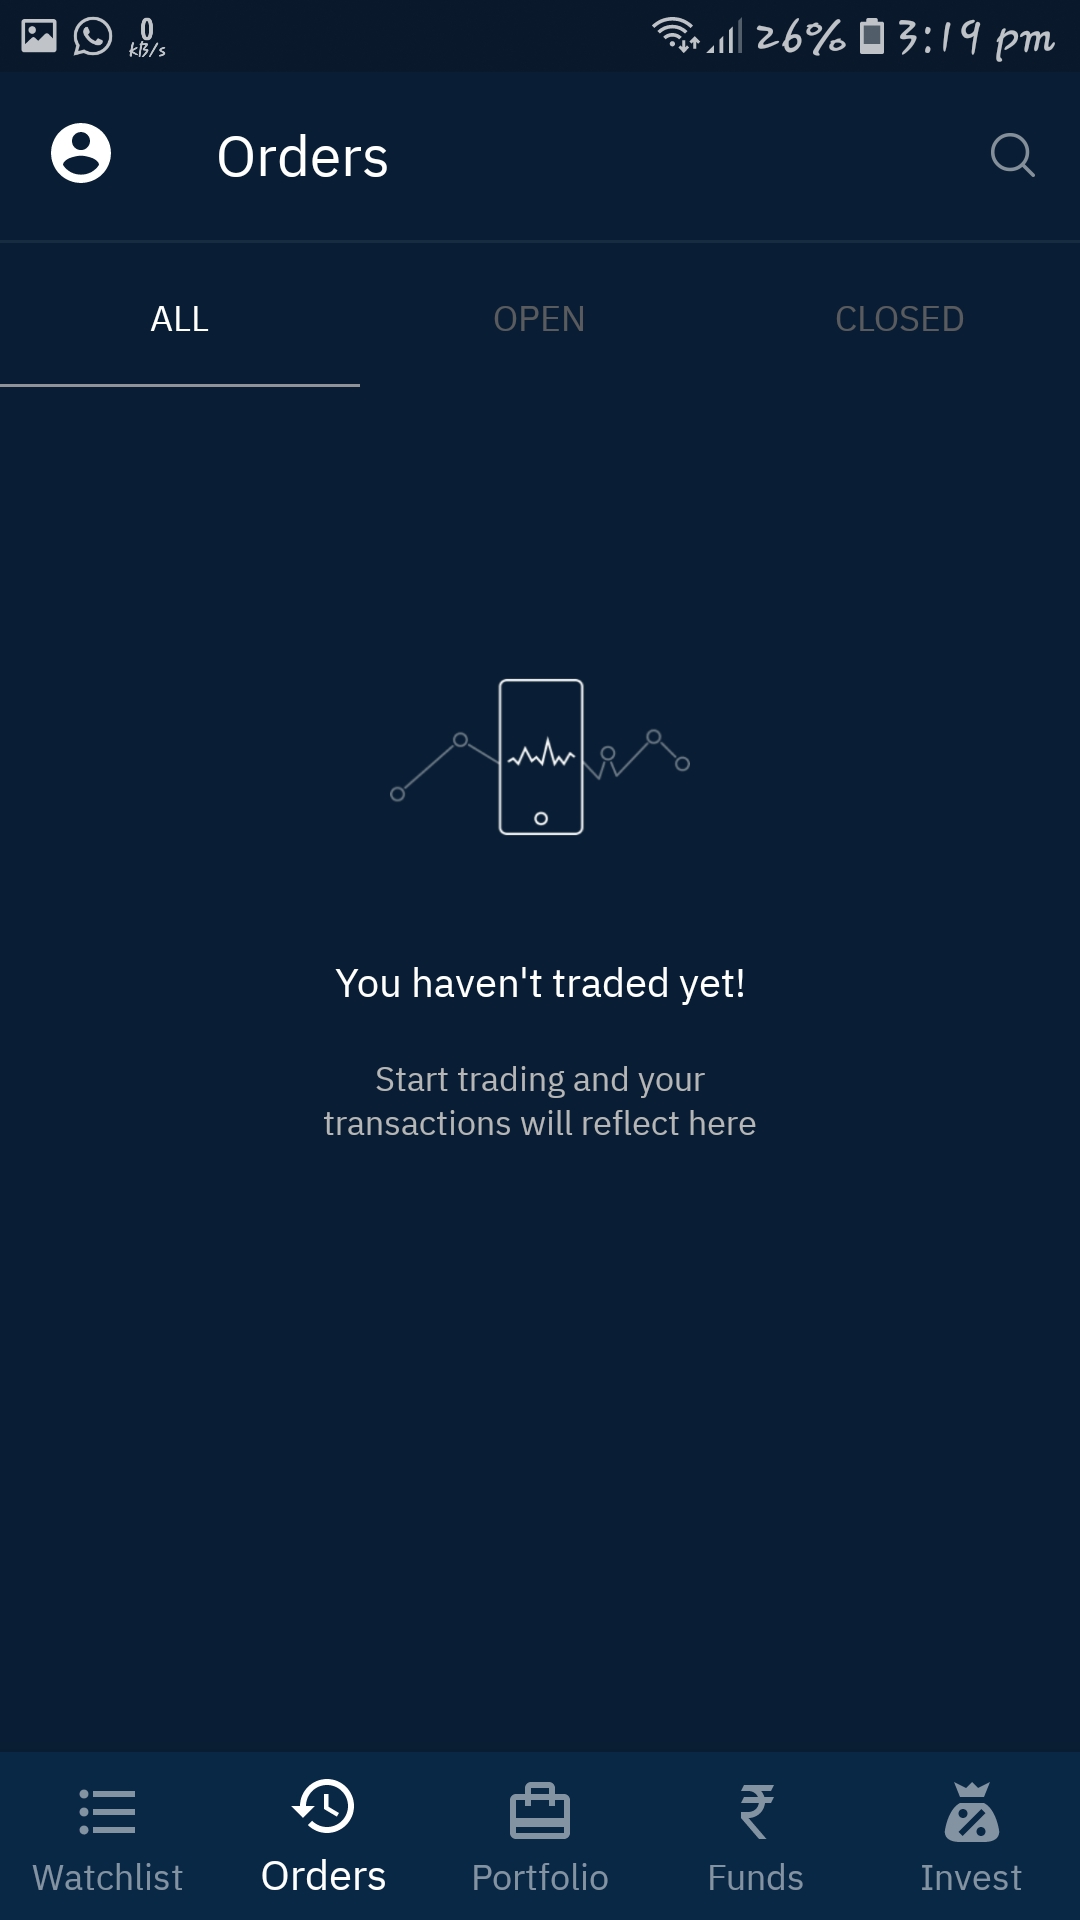 0
KB/s
26% 3:19 pm
Orders
ALL OPEN CLOSED
You haven't traded yet!
Start trading and your
transactions will reflect here
Watchlist Orders Portfolio Funds Invest